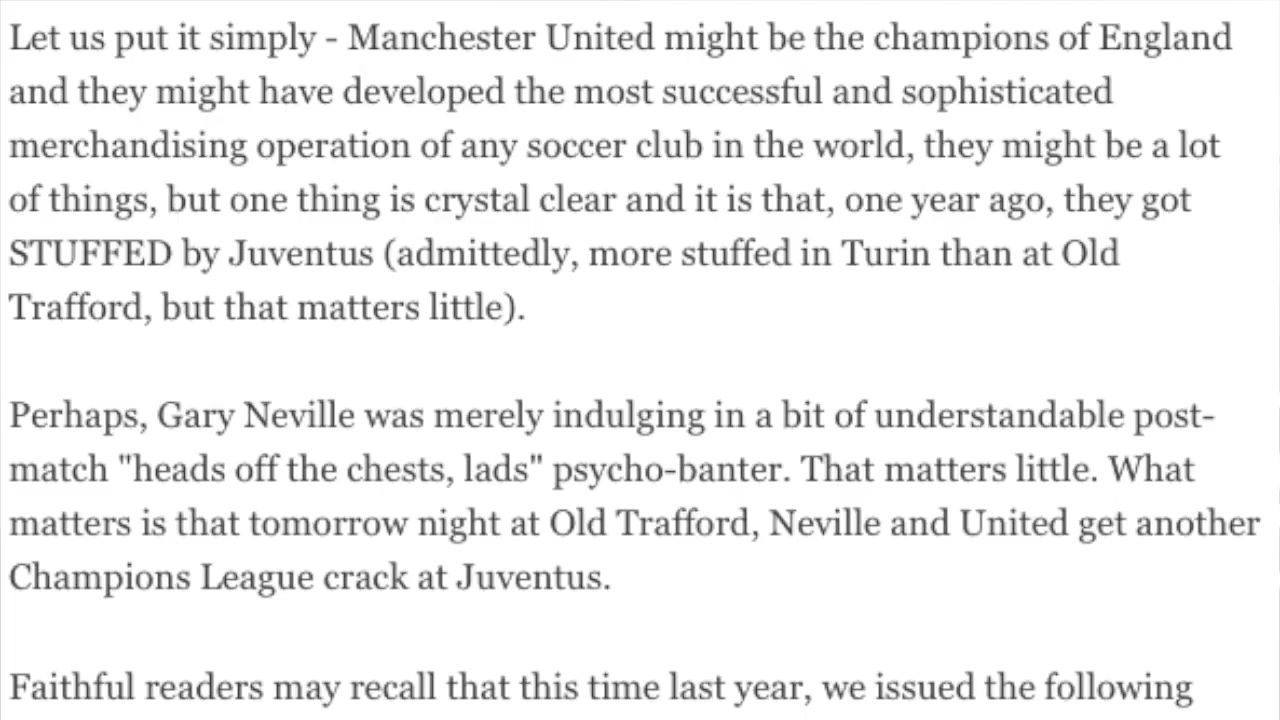 Let us put it simply - Manchester United might be the champions of England
and they might have developed the most successful and sophisticated
merchandising operation of any soccer club in the world, they might be a lot
of things, but one thing is crystal clear and it is that, one year ago, they got
STUFFED by Juventus (admittedly, more stuffed in Turin than at Old
Trafford, but that matters little).
Perhaps, Gary Neville was merely indulging in a bit of understandable post-
match "heads off the chests, lads" psycho-banter. That matters little. What
matters is that tomorrow night at Old Trafford, Neville and United get another
Champions League crack at Juventus.
Faithful readers may recall that this time last year, we issued the following